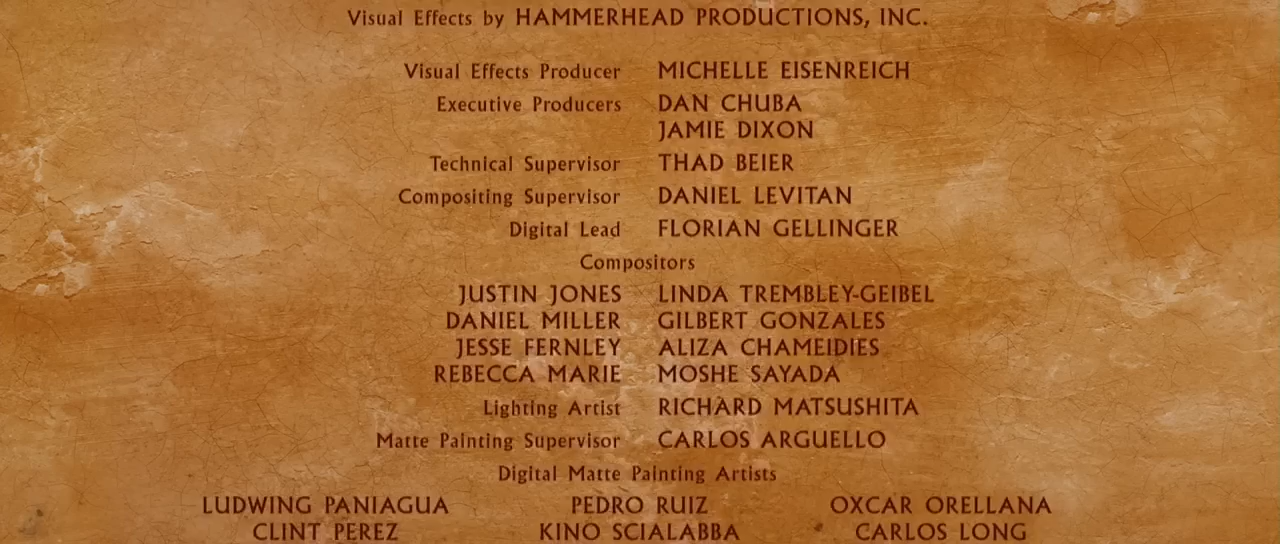 Visual Effects by HAMMERHEAD PRODUCTIONS, INC.
Visual Effects Producer MICHELLE EISENREICH
Executive Producers DAN CHUBA
JAMIE DIXON
Technical Supervisor THAD BEIER
Compositing Supervisor DANIEL LEVITAN
Digital Lead FLORIAN GELLINGER
Compositors
JUSTIN JONES LINDA TREMBLEY-GEIBEL
DANIEL MILLER GILBERT GONZALES
JESSE FERNLEY ALIZA CHAMEIDIES
REBECCA MARIE MOSHE SAYADA
Lighting Artist RICHARD MATSUSHITA
Matte Painting Supervisor CARLOS ARGUELLO
Digital Matte Painting Artists
LUDWING PANIAGUA PEDRO RUIZ OXCAR ORELLANA
CLINT PEREZ KINO SCIALABBA CARLOS LONG